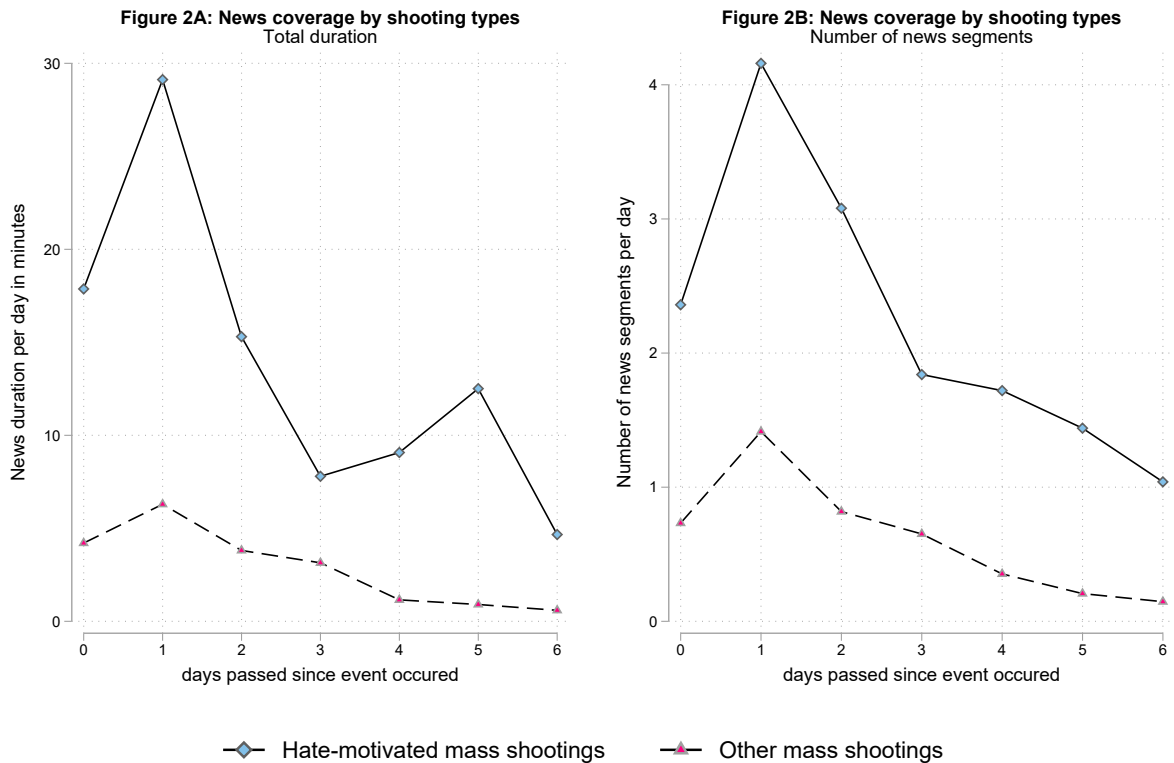 Figure 2A: News coverage by shooting types
Total duration
News duration per day in minutes
30
20
10
0
0 1 2 3 4 5 6
days passed since event occured
Figure 2B: News coverage by shooting types
Number of news segments
Number of news segments per day
4
3
2
1
0
0 1 2 3 4 5 6
days passed since event occured
Hate-motivated mass shootings
Other mass shootings